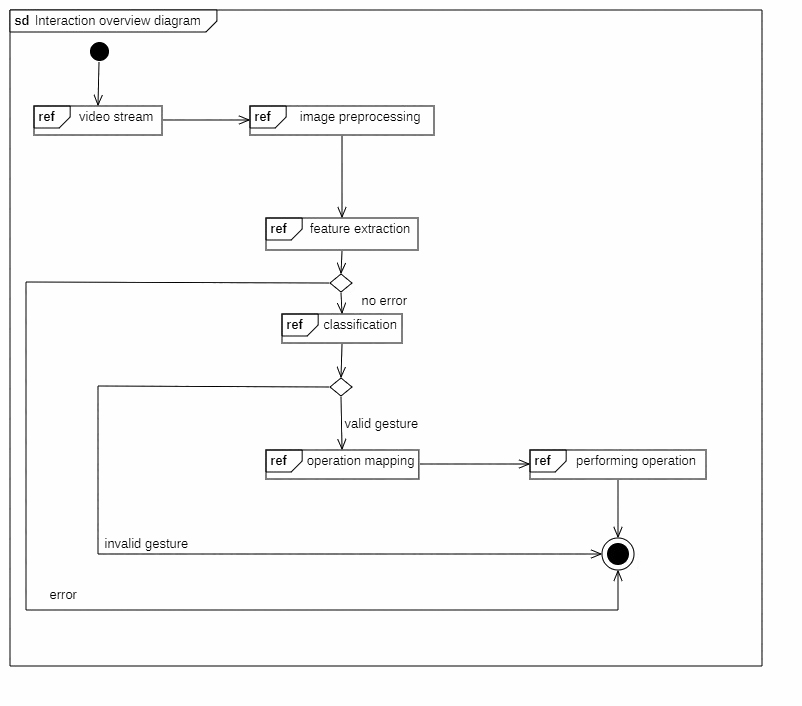 sd Interaction overview diagram
ref video stream
ref image preprocessing
ref feature extraction
no error
ref classification
valid gesture
ref operation mapping
ref performing operation
invalid gesture
error